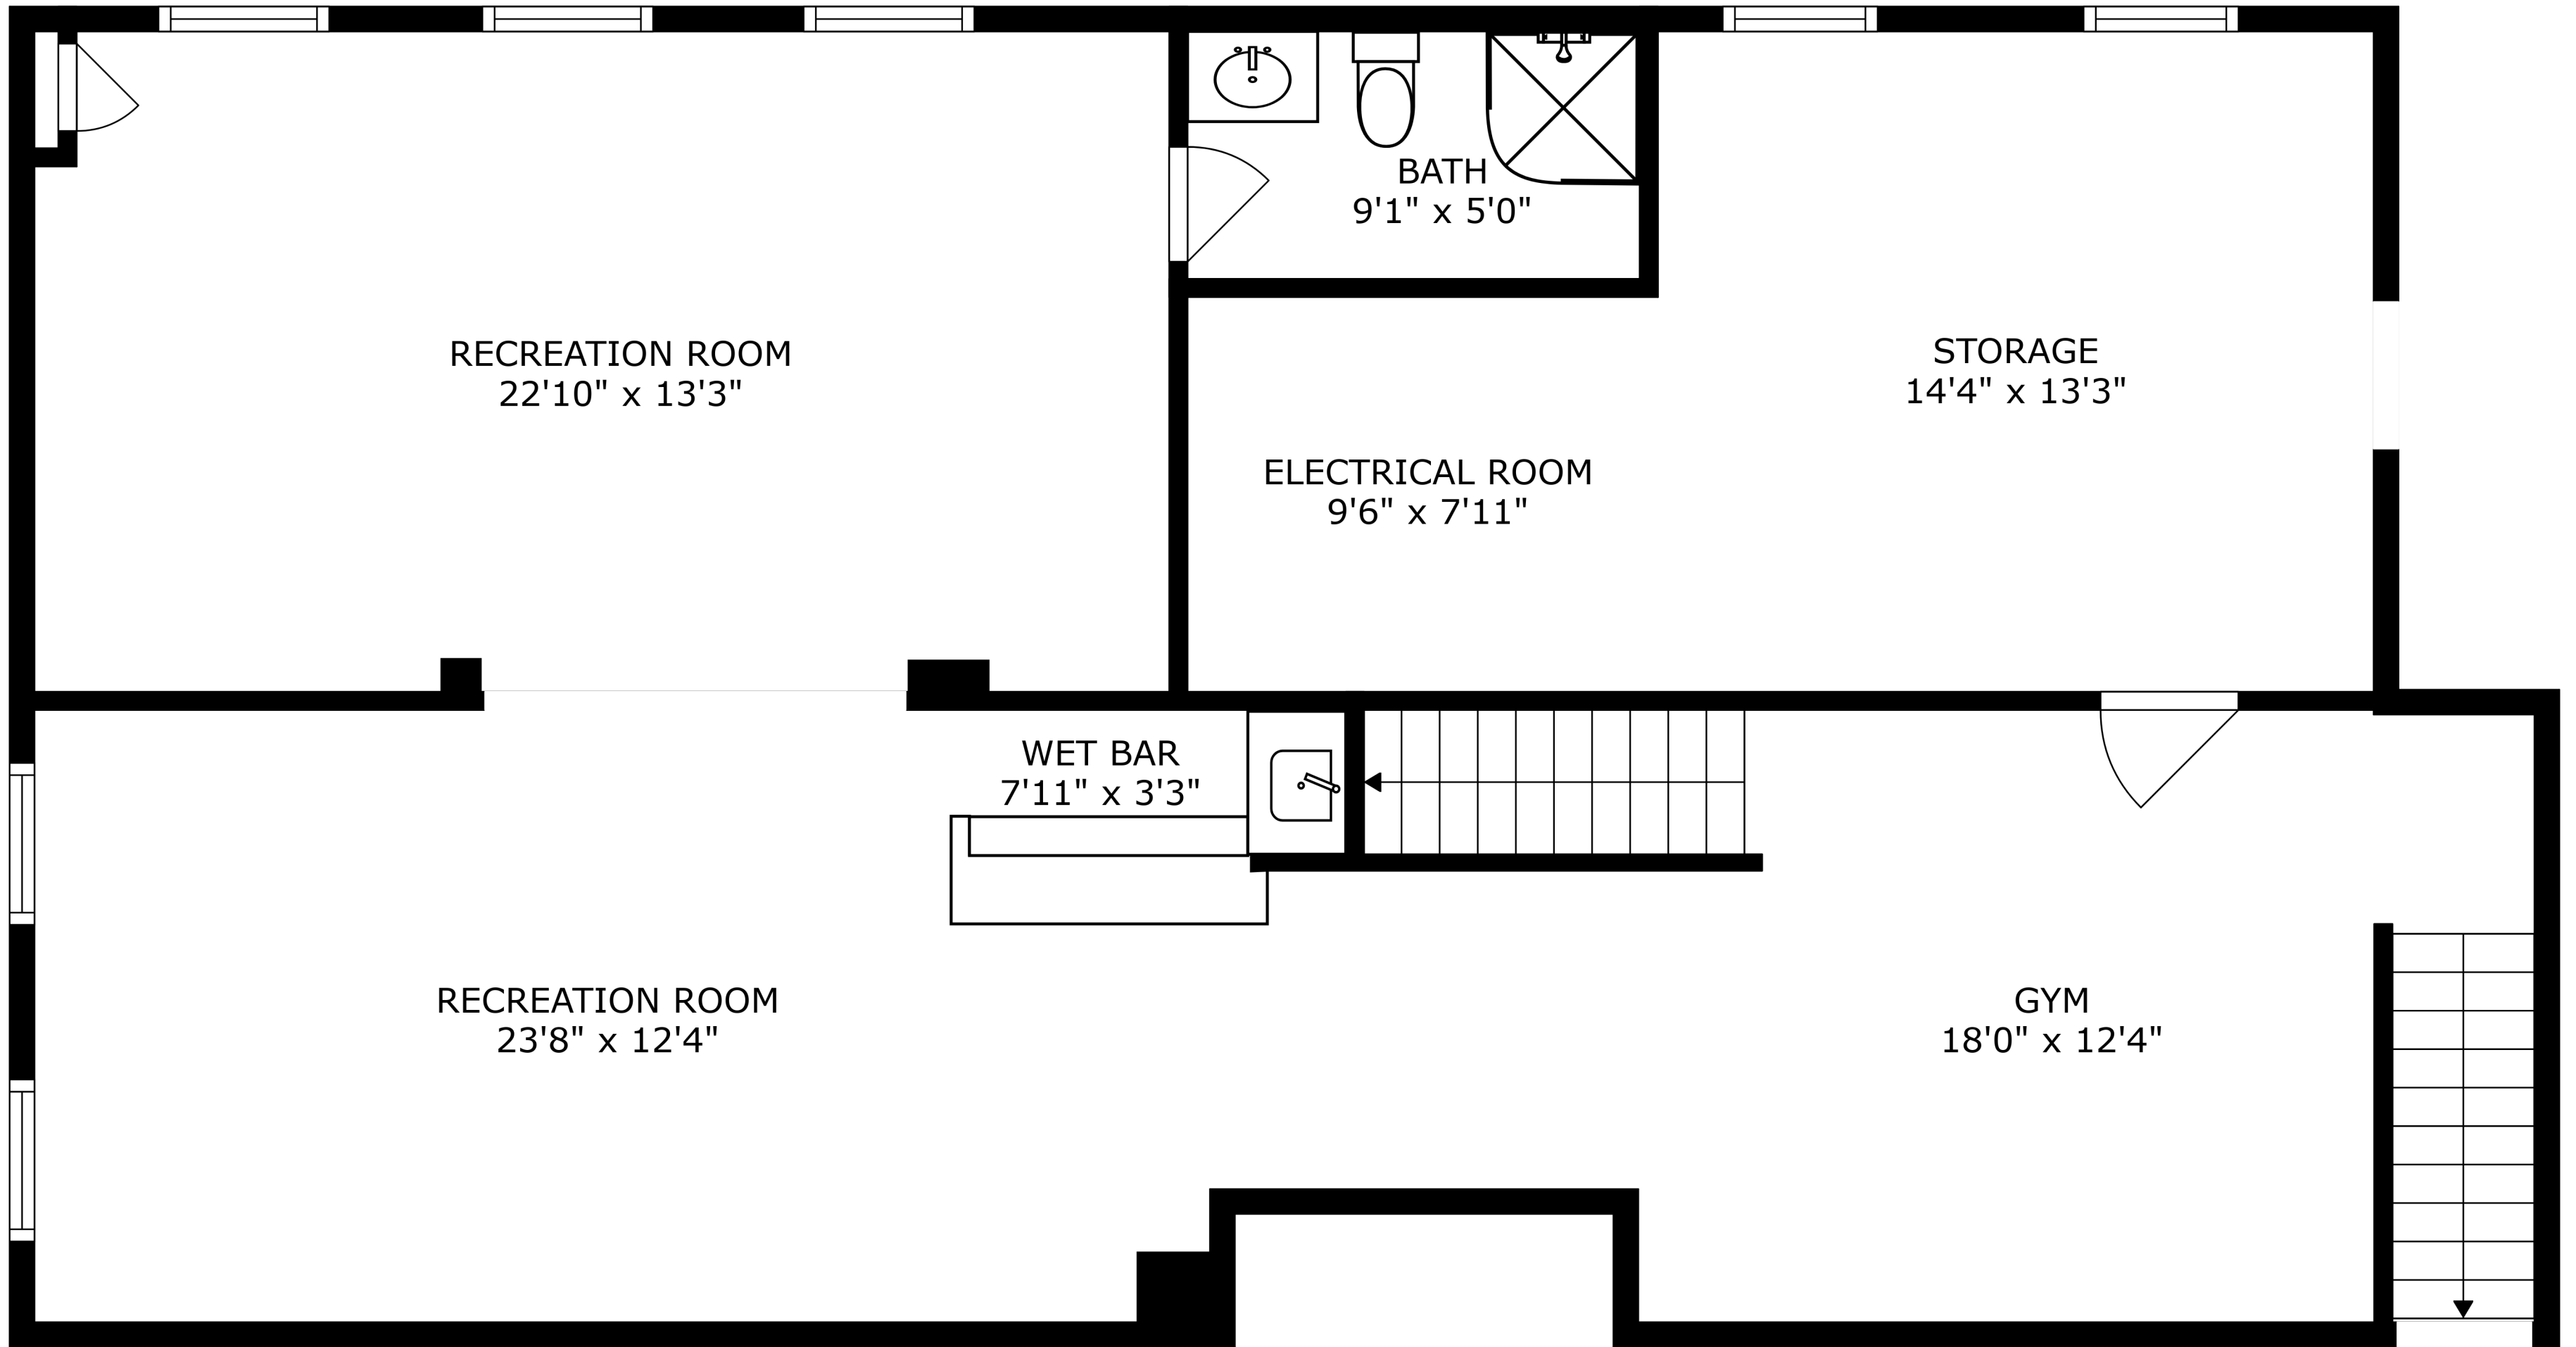 BATH
9'1" x 5'0"
RECREATION ROOM
22'10" x 13'3"
STORAGE
14'4" x 13'3"
ELECTRICAL ROOM
9'6" x 7'11"
WET BAR
7'11" x 3'3"
RECREATION ROOM
23'8" x 12'4"
GYM
18'0" x 12'4"